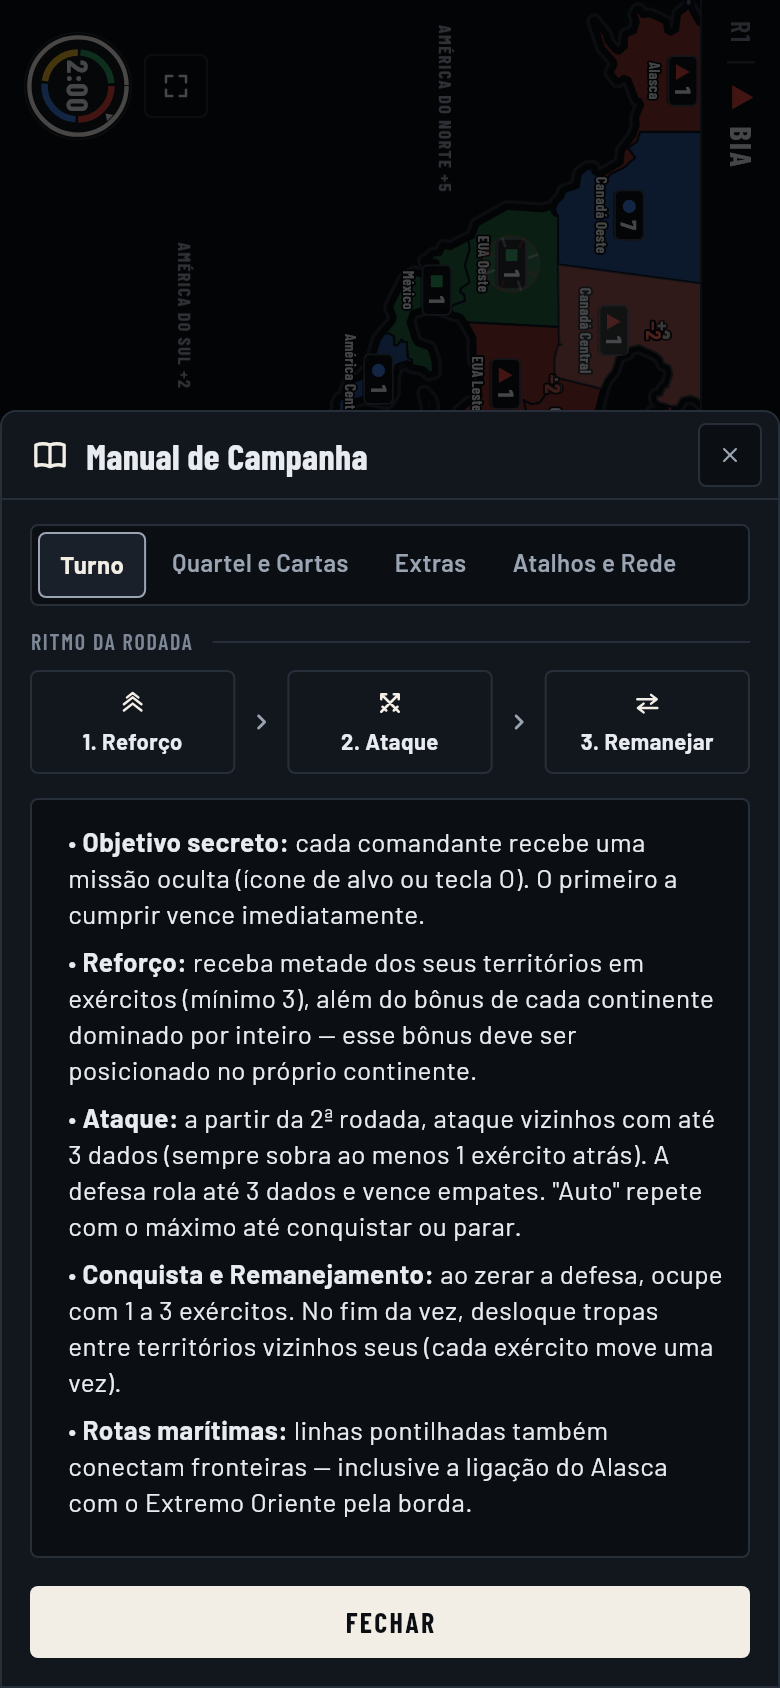 R1
BIA
2:00
AMÉRICA DO NORTE +5
AMÉRICA DO SUL +2
Alasca
1
Canadá Oeste
7
EUA Oeste
1
México
1
Canadá Central
1
EUA Leste
1
-2
América Cent
1
Manual de Campanha
Turno
Quartel e Cartas
Extras
Atalhos e Rede
RITMO DA RODADA
1. Reforço
2. Ataque
3. Remanejar
• Objetivo secreto: cada comandante recebe uma
missão oculta (ícone de alvo ou tecla O). O primeiro a
cumprir vence imediatamente.
• Reforço: receba metade dos seus territórios em
exércitos (mínimo 3), além do bônus de cada continente
dominado por inteiro — esse bônus deve ser
posicionado no próprio continente.
• Ataque: a partir da 2ª rodada, ataque vizinhos com até
3 dados (sempre sobra ao menos 1 exército atrás). A
defesa rola até 3 dados e vence empates. "Auto" repete
com o máximo até conquistar ou parar.
• Conquista e Remanejamento: ao zerar a defesa, ocupe
com 1 a 3 exércitos. No fim da vez, desloque tropas
entre territórios vizinhos seus (cada exército move uma
vez).
• Rotas marítimas: linhas pontilhadas também
conectam fronteiras — inclusive a ligação do Alasca
com o Extremo Oriente pela borda.
FECHAR